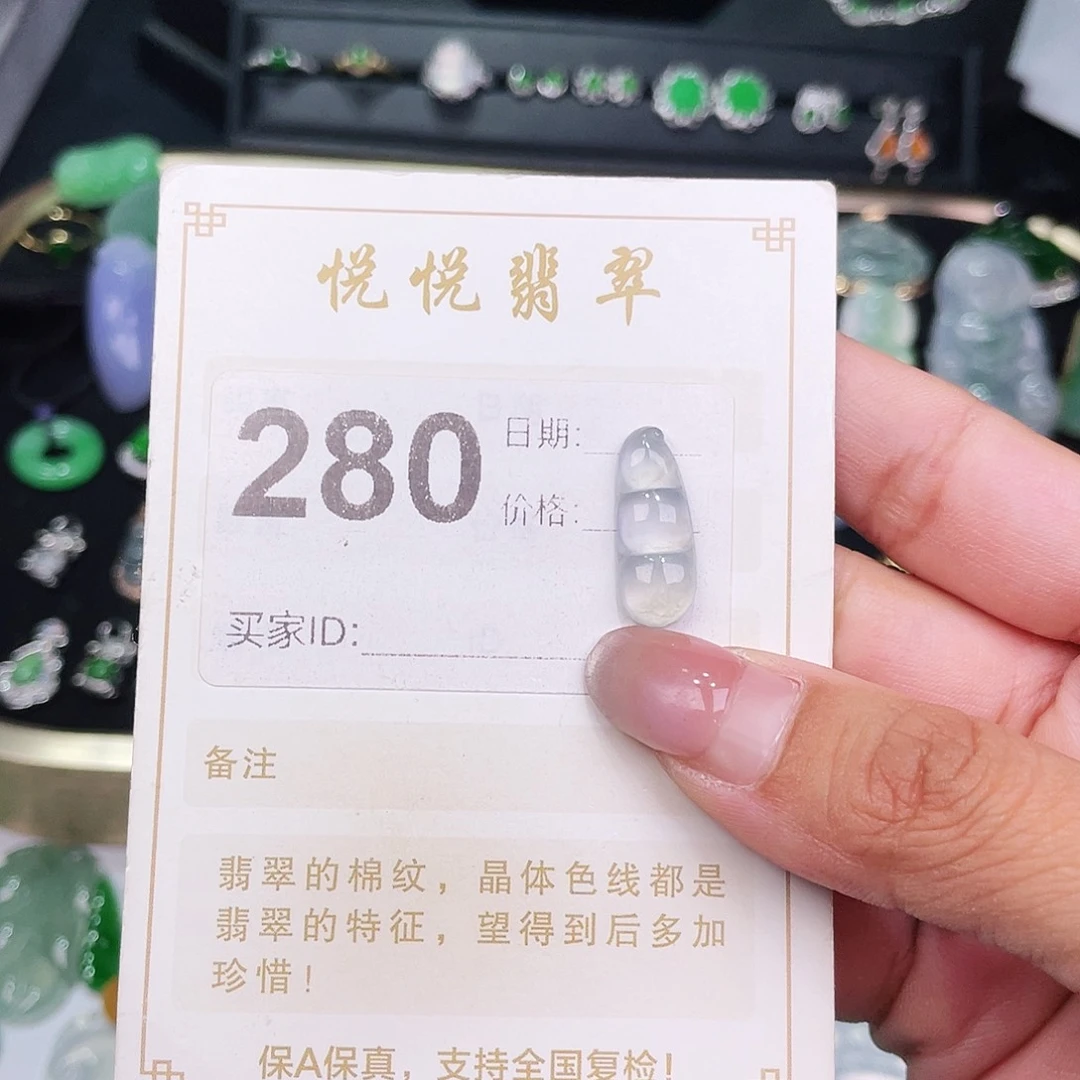 悦悦翡翠
280
日期:
价格:
买家ID:
备注
翡翠的棉纹，晶体色线都是
翡翠的特征，望得到后多加
珍惜！
保A保真，支持全国复检！